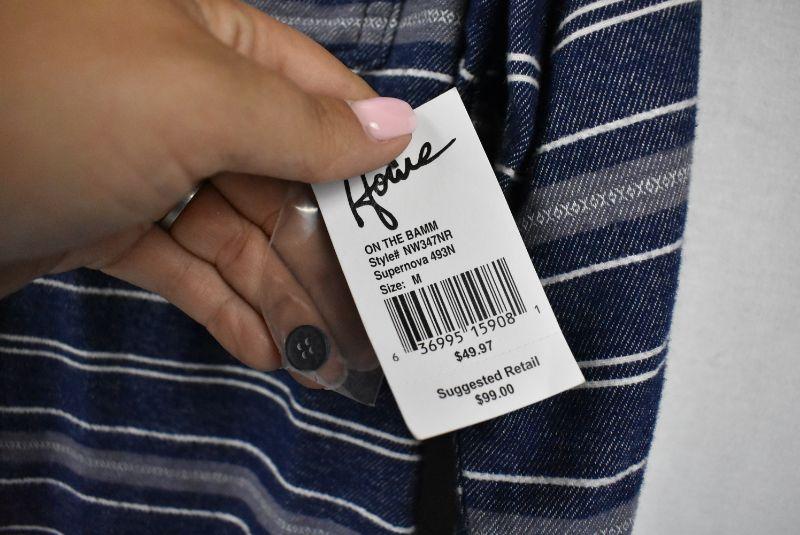 Howe
ON THE BAMM
Style# NW347NR
Supernova 493N
Size: M
6 36995 15908 1
$49.97
Suggested Retail
$99.00